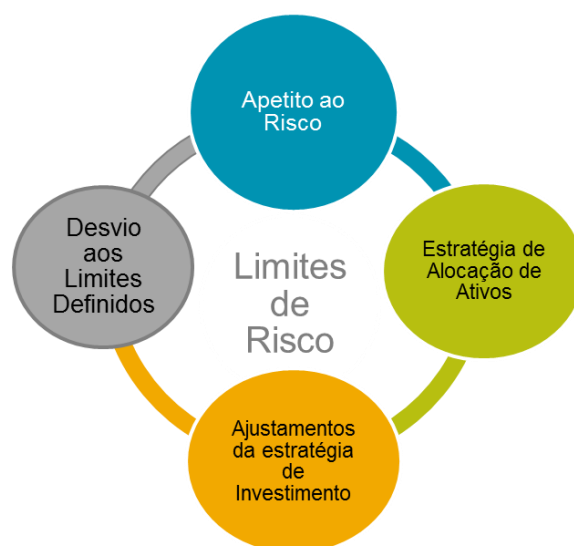 Apetito ao
Risco
Estratégia de
Alocação de
Ativos
Ajustamentos
da estratégia
de
Investimento
Desvio
aos
Limites
Definidos
Limites
de
Risco